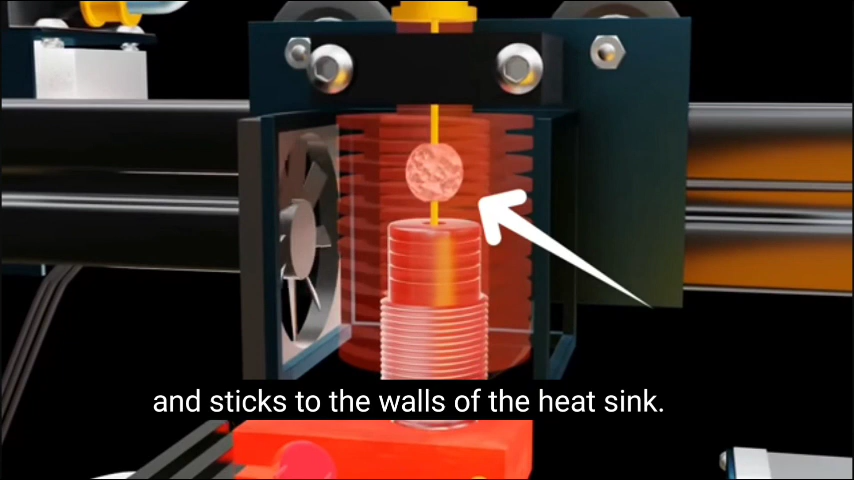 and sticks to the walls of the heat sink.